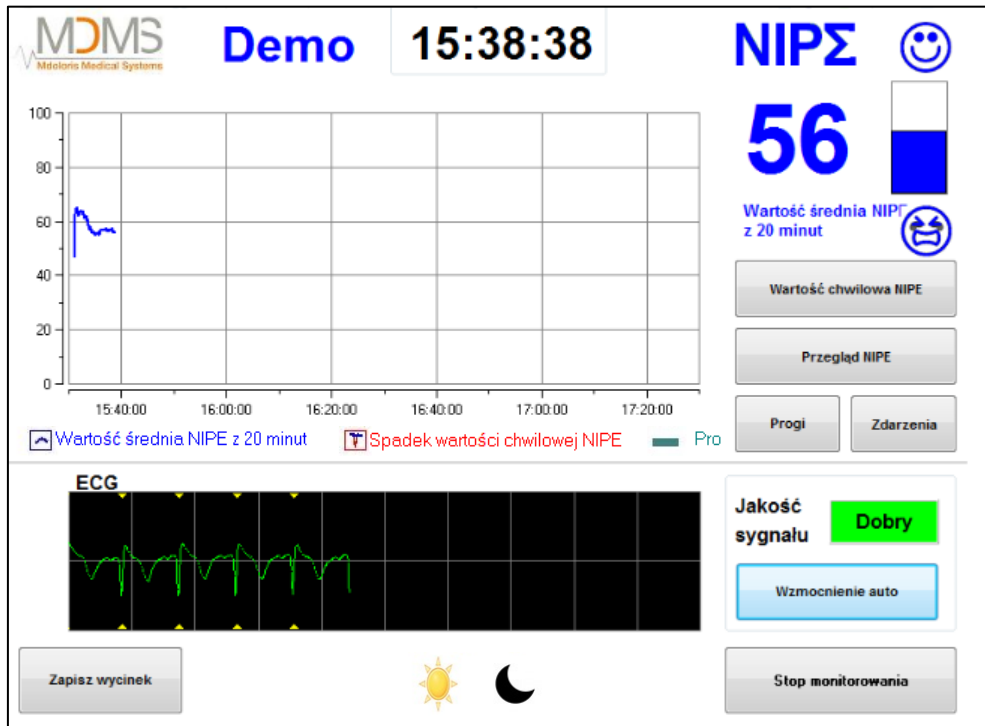 MDMS
Mdoloris Medical Systems
Demo
15:38:38
NIPΣ
56
Wartość średnia NIPE
z 20 minut
100
80
60
40
20
0
15:40:00 16:00:00 16:20:00 16:40:00 17:00:00 17:20:00
Wartość średnia NIPE z 20 minut Spadek wartości chwilowej NIPE Pro
Wartość chwilowa NIPE
Przegląd NIPE
Progi Zdarzenia
ECG
Jakość
sygnału
Dobry
Wzmocnienie auto
Zapisz wycinek
Stop monitorowania